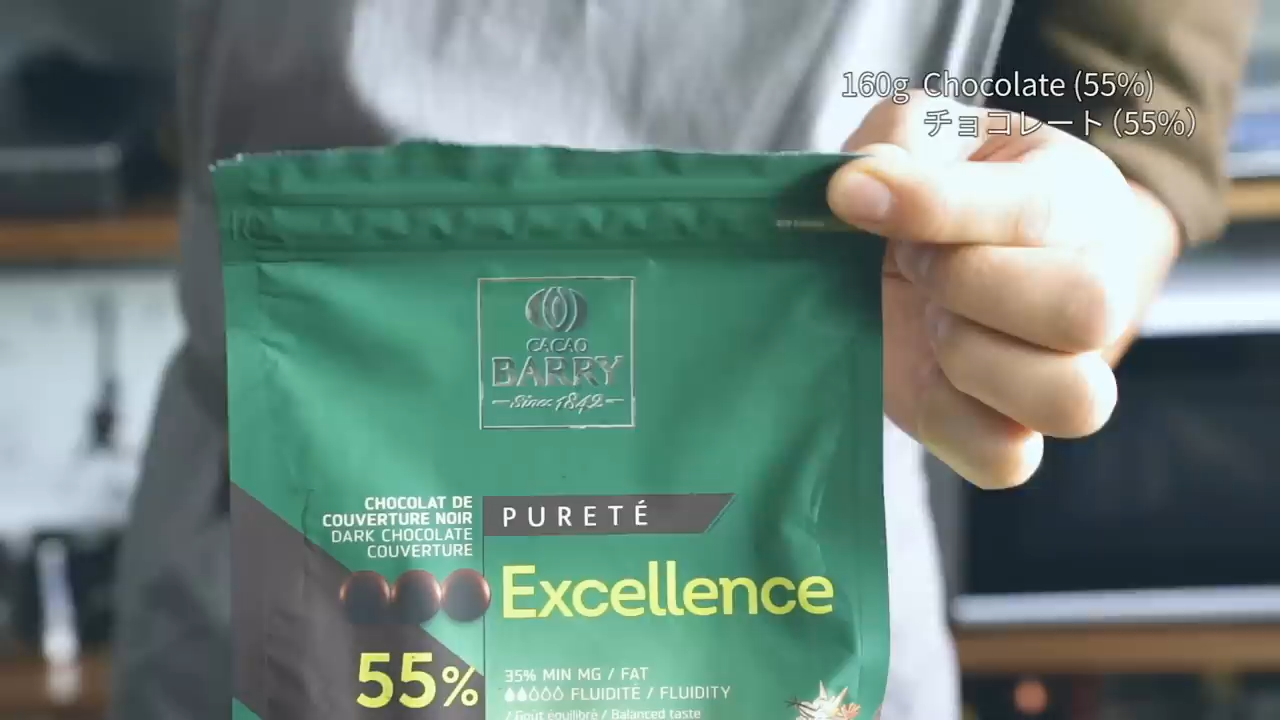 160g Chocolate (55%)
チョコレート (55%)
CACAO
BARRY
Since 1842
CHOCOLAT DE
COUVERTURE NOIR
DARK CHOCOLATE
COUVERTURE
PURETÉ
Excellence
55%
35% MIN MG / FAT
FLUIDITÉ / FLUIDITY
/ Goût équilibré / Balanced taste